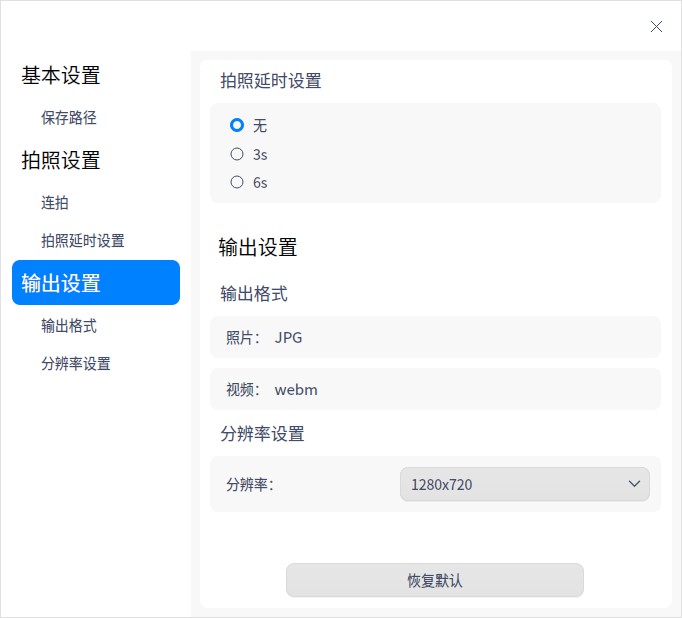 基本设置
保存路径
拍照设置
连拍
拍照延时设置
输出设置
输出格式
分辨率设置
拍照延时设置
无
3s
6s
输出设置
输出格式
照片： JPG
视频： webm
分辨率设置
分辨率： 1280x720
恢复默认